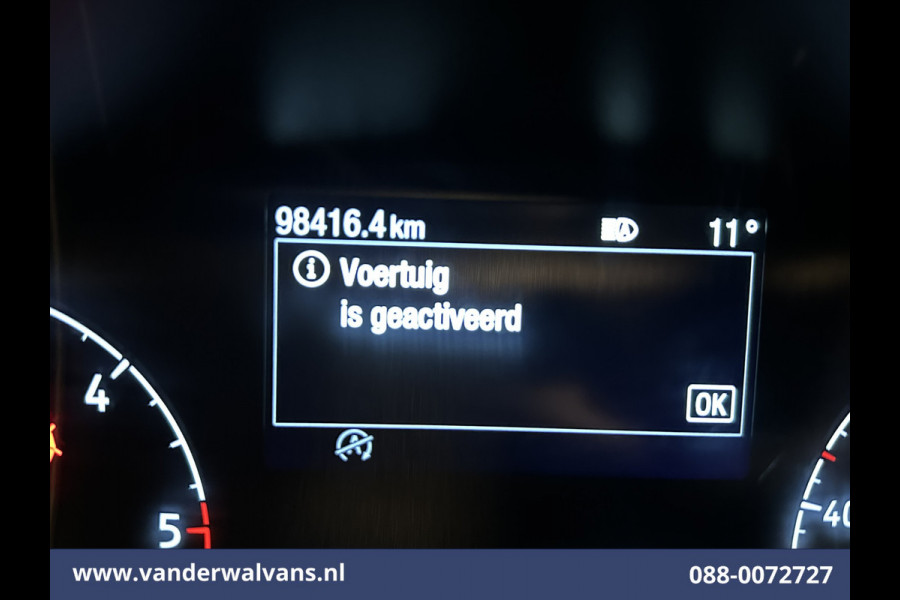 98416.4 km 11°
i Voertuig
is geactiveerd
OK
4
A
5
40
www.vanderwalvans.nl 088-0072727